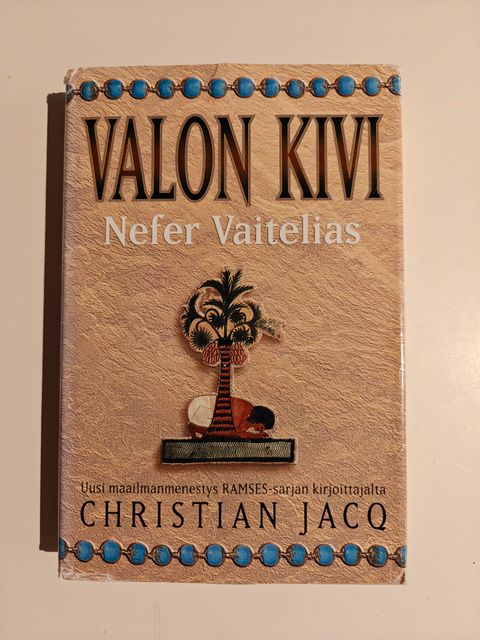 VALON KIVI
Nefer Vaitelias
Uusi maailmanmenestys RAMSES-sarjan kirjoittajalta
CHRISTIAN JACQ